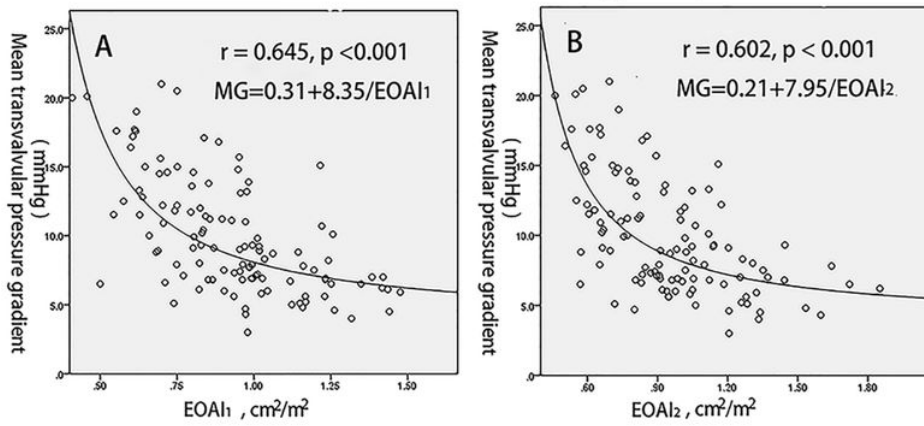 A
r = 0.645, p <0.001
MG=0.31+8.35/EOAI1
Mean transvalvular pressure gradient
(mmHg)
25.0
20.0
15.0
10.0
5.0
.0
.50
.75
1.00
1.25
1.50
EOAI1 , cm²/m²
B
r = 0.602, p < 0.001
MG=0.21+7.95/EOAI2
Mean transvalvular pressure gradient
(mmHg)
25.0
20.0
15.0
10.0
5.0
.0
.60
.90
1.20
1.50
1.80
EOAI2 , cm²/m²